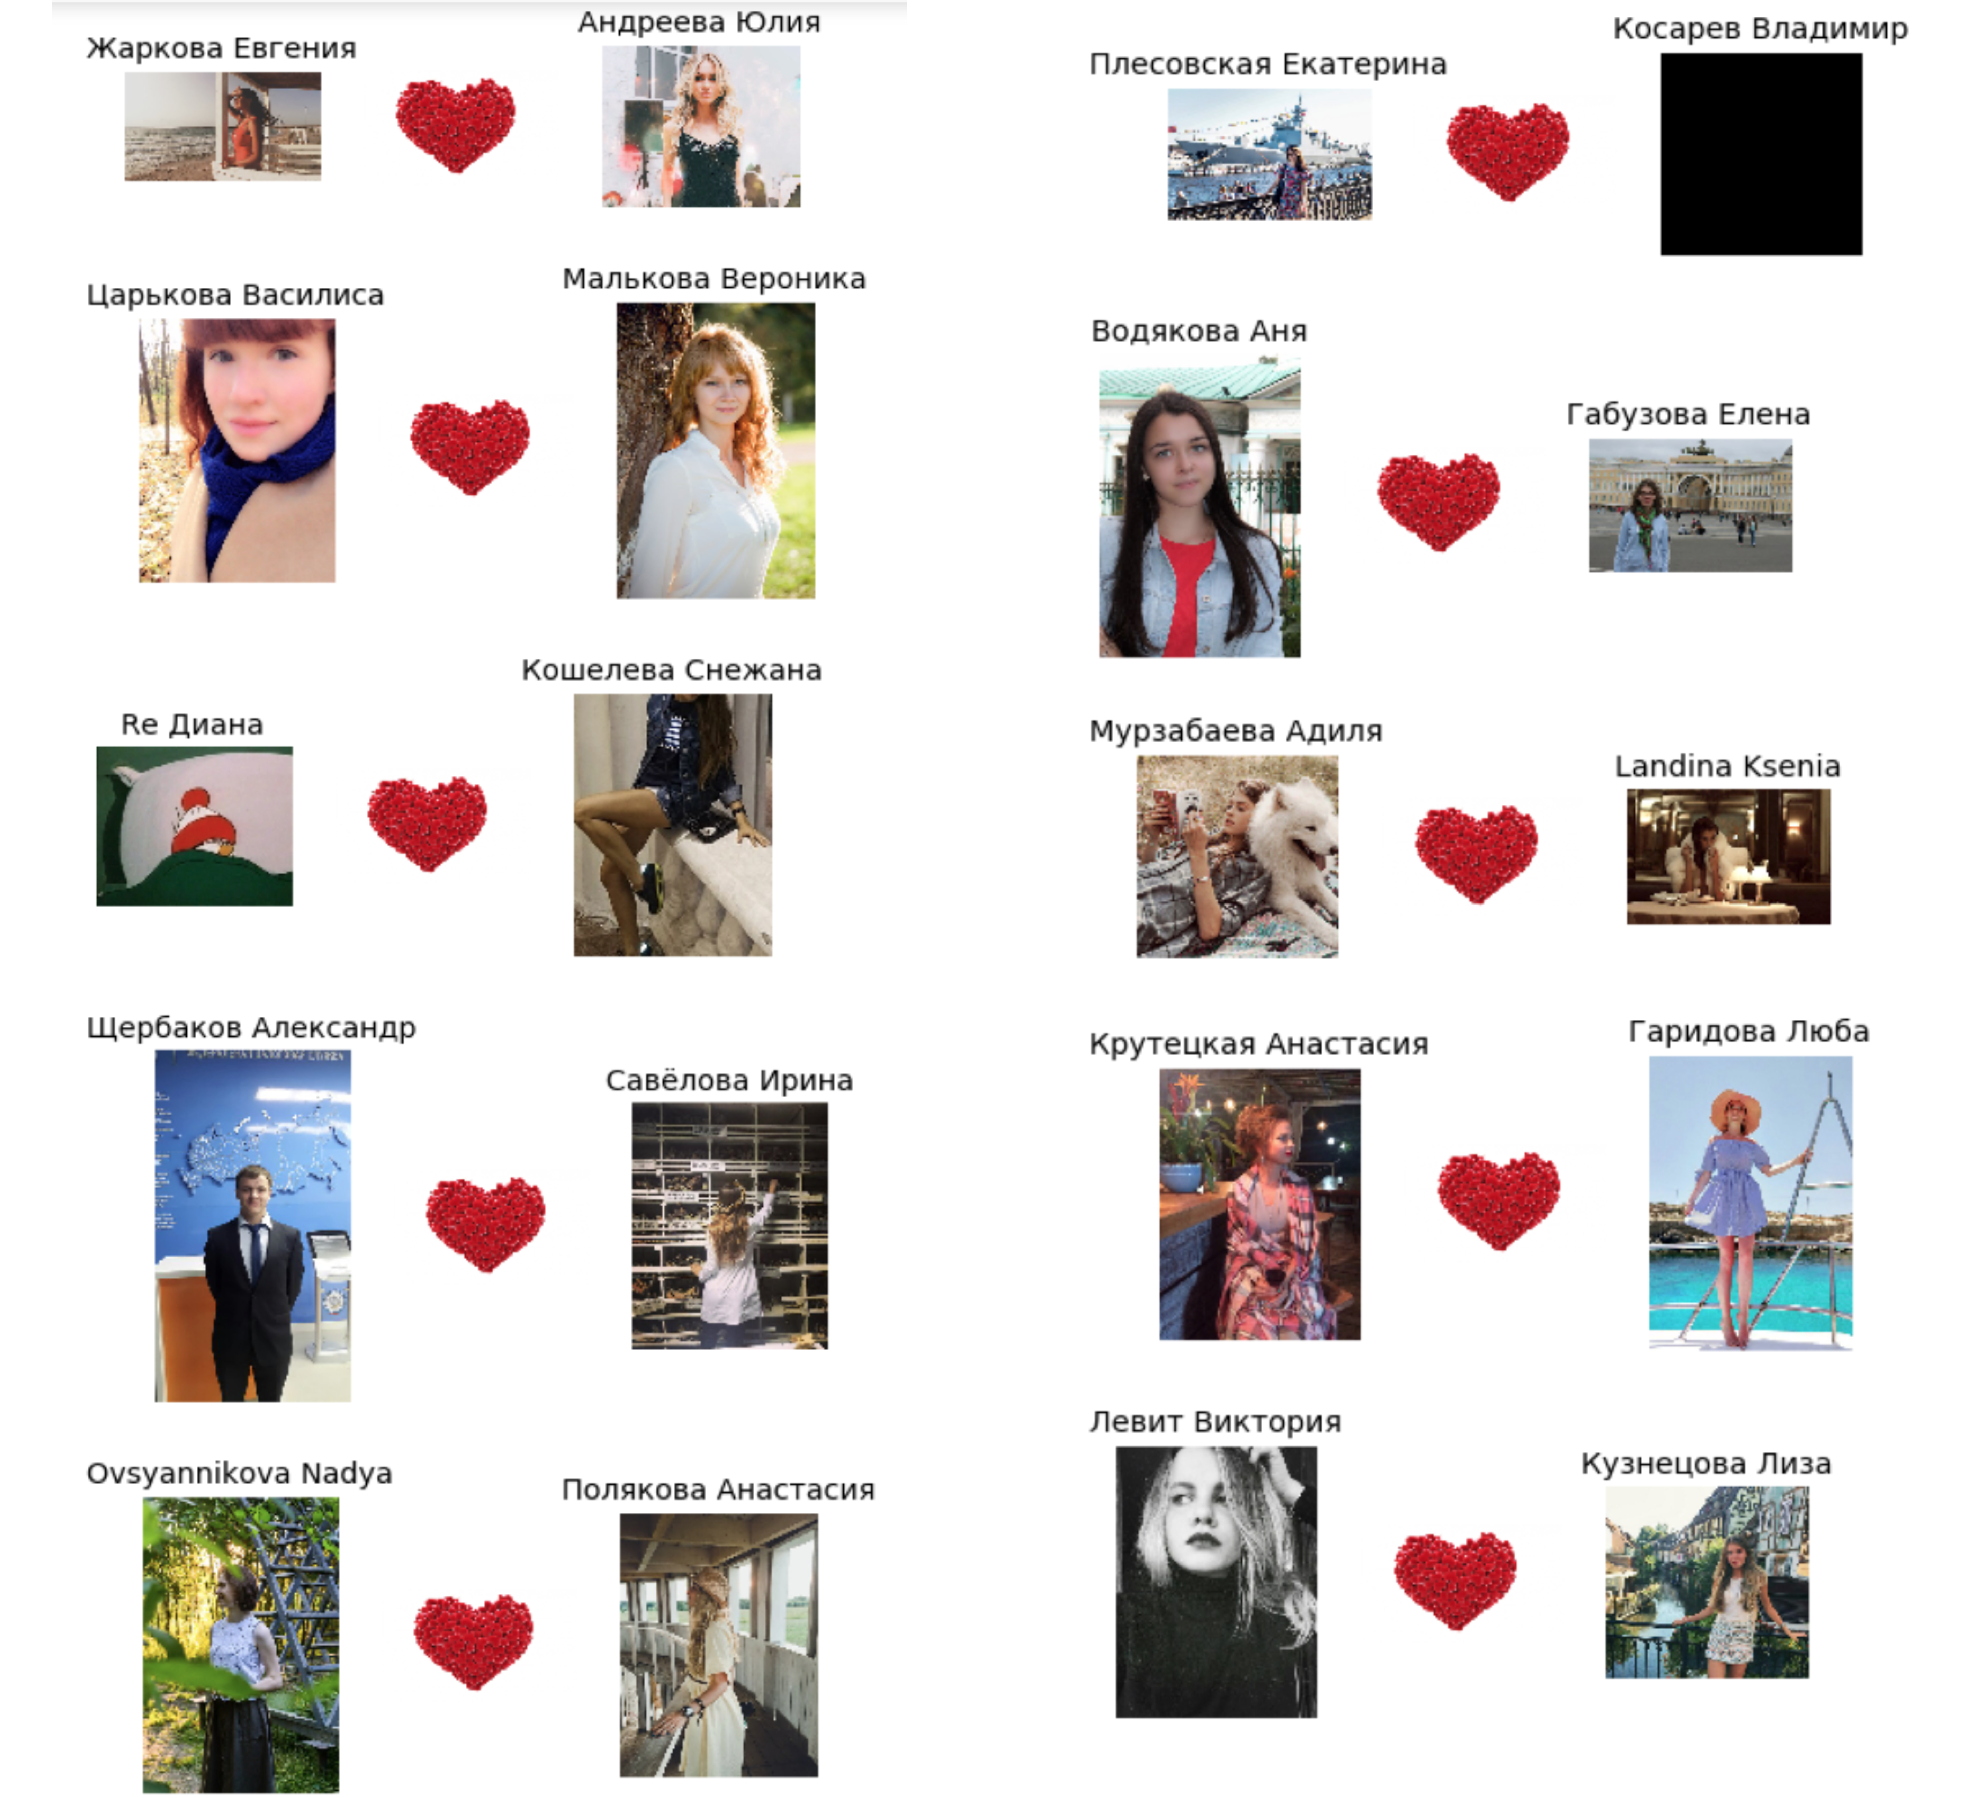 Жаркова Евгения
Андреева Юлия
Царькова Василиса
Малькова Вероника
Re Диана
Кошелева Снежана
Щербаков Александр
Савёлова Ирина
Ovsyannikova Nadya
Полякова Анастасия
Плесовская Екатерина
Косарев Владимир
Водякова Аня
Габузова Елена
Мурзабаева Адиля
Landina Ksenia
Крутецкая Анастасия
Гаридова Люба
Левит Виктория
Кузнецова Лиза